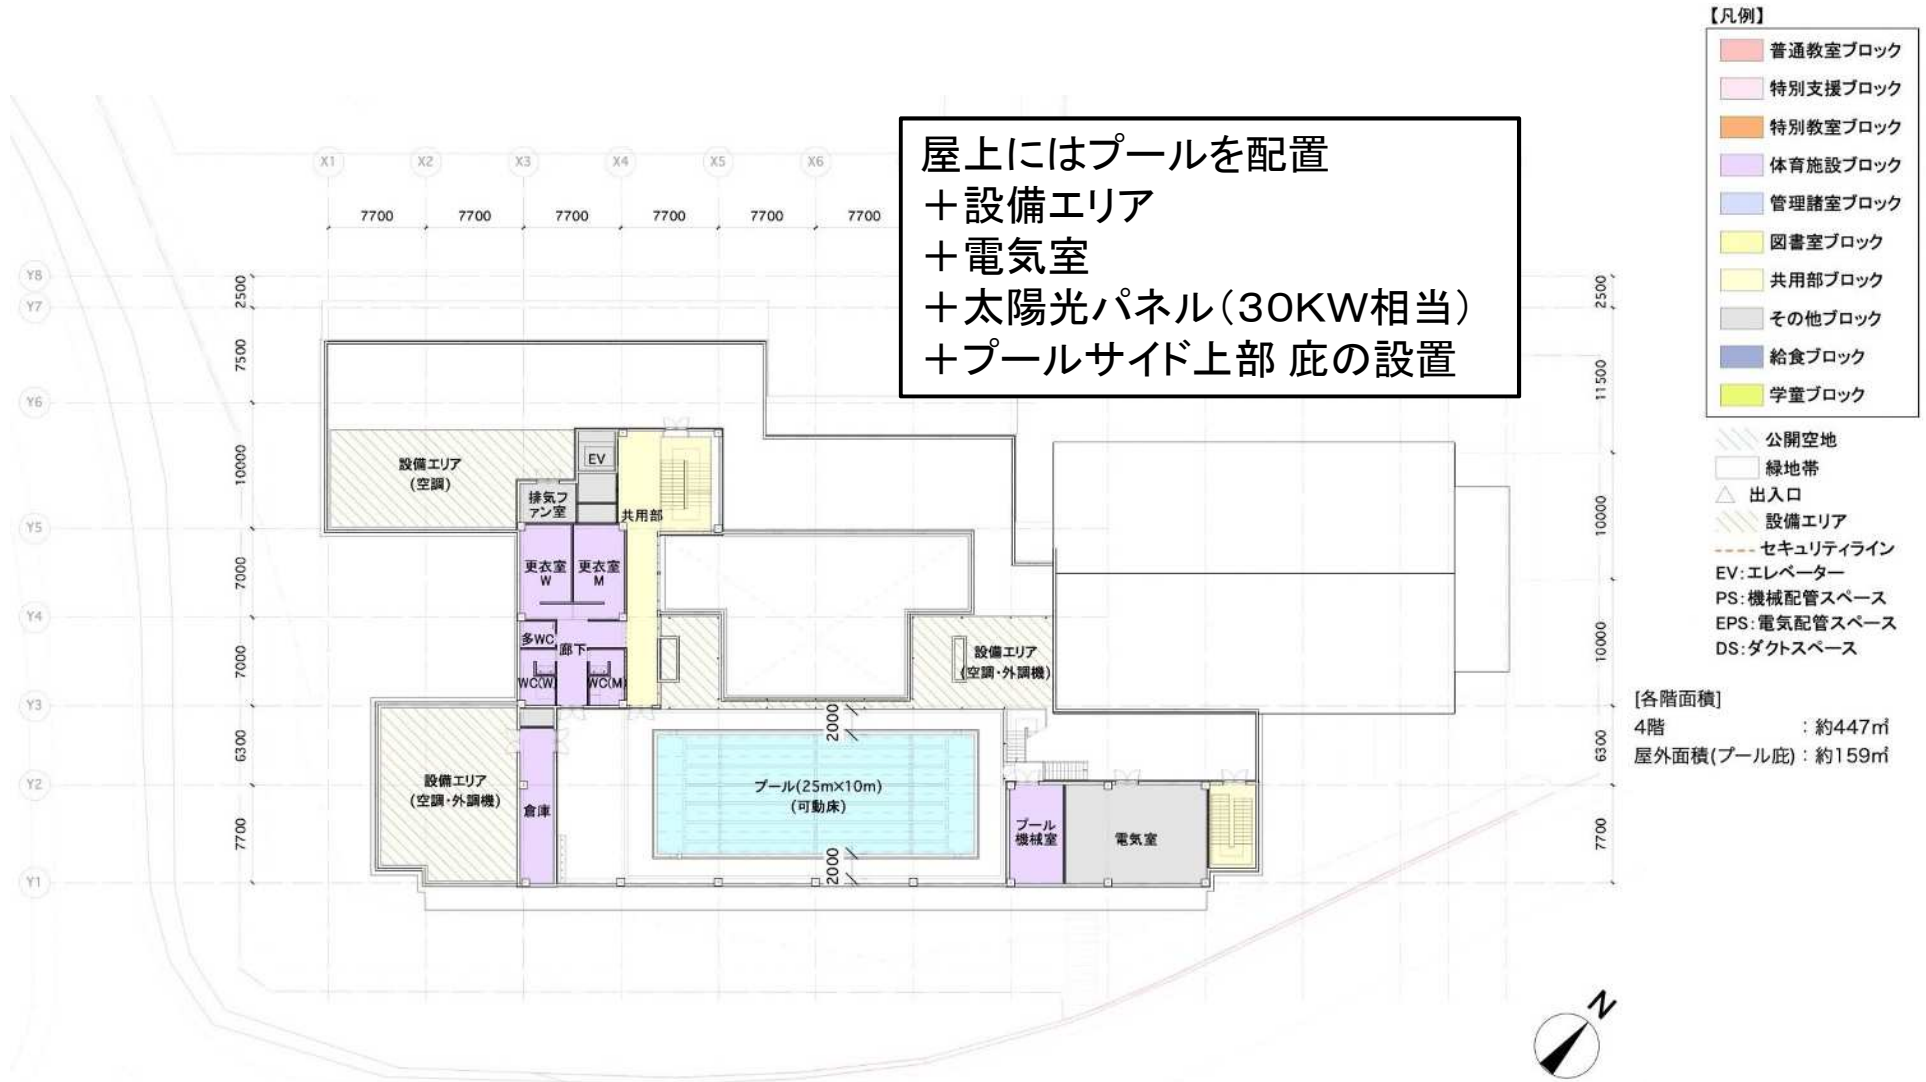 【凡例】
普通教室ブロック
特別支援ブロック
特別教室ブロック
体育施設ブロック
管理諸室ブロック
図書室ブロック
共用部ブロック
その他ブロック
給食ブロック
学童ブロック
公開空地
緑地帯
出入口
設備エリア
セキュリティライン
EV:エレベーター
PS:機械配管スペース
EPS:電気配管スペース
DS:ダクトスペース
[各階面積]
4階 :約447㎡
屋外面積(プール庇):約159㎡
屋上にはプールを配置
＋設備エリア
＋電気室
＋太陽光パネル(30KW相当)
＋プールサイド上部 庇の設置
X1 X2 X3 X4 X5 X6
7700 7700 7700 7700 7700 7700
Y8
Y7
Y6
Y5
Y4
Y3
Y2
Y1
2500
7500
10000
7000
7000
6300
7700
2500
11500
10000
10000
6300
7700
設備エリア
(空調)
EV
排気フ
ァン室
共用部
更衣室
W
更衣室
M
多WC
廊下
WC(W)
WC(M)
設備エリア
(空調・外調機)
設備エリア
(空調・外調機)
倉庫
2000
プール(25m×10m)
(可動床)
2000
プール
機械室
電気室
N